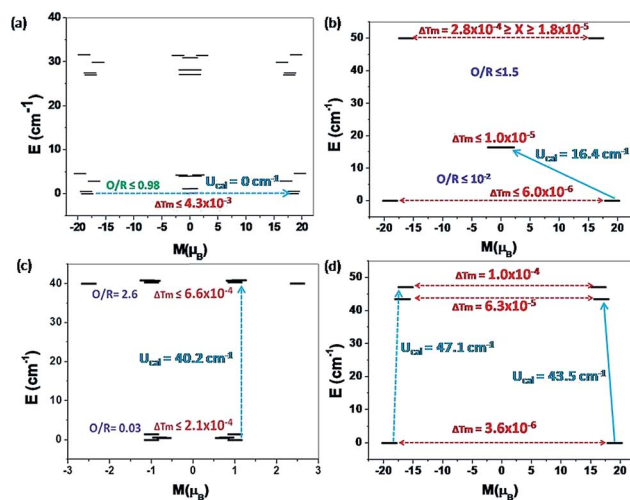 (a)
40
35
30
25
20
15
10
5
0
E (cm⁻¹)
O/R ≤ 0.98
U_cal = 0 cm⁻¹
ΔTm ≤ 4.3x10⁻³
-20 -15 -10 -5 0 5 10 15 20
M(μ_B)
(b)
50
40
30
20
10
0
E (cm⁻¹)
ΔTm = 2.8x10⁻⁴ ≥ X ≥ 1.8x10⁻⁵
O/R ≤1.5
ΔTm ≤ 1.0x10⁻⁵
U_cal = 16.4 cm⁻¹
O/R ≤ 10⁻²
ΔTm ≤ 6.0x10⁻⁶
-20 -15 -10 -5 0 5 10 15 20
M(μ_B)
(c)
40
30
20
10
0
E (cm⁻¹)
O/R= 2.6
ΔTm ≤ 6.6x10⁻⁴
U_cal = 40.2 cm⁻¹
O/R= 0.03
ΔTm ≤ 2.1x10⁻⁴
-3 -2 -1 0 1 2 3
M(μ_B)
(d)
50
40
30
20
10
0
E (cm⁻¹)
ΔTm = 1.0x10⁻⁴
ΔTm = 6.3x10⁻⁵
U_cal = 47.1 cm⁻¹
U_cal = 43.5 cm⁻¹
ΔTm = 3.6x10⁻⁶
-20 -15 -10 -5 0 5 10 15 20
M(μ_B)